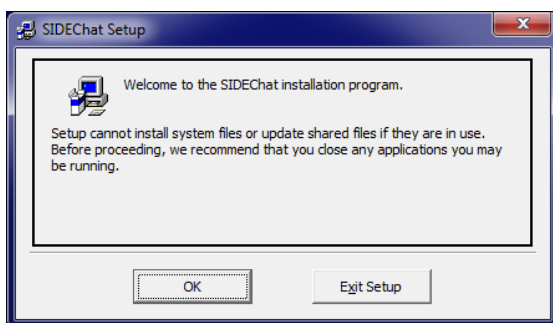 SIDEChat Setup
Welcome to the SIDEChat installation program.
Setup cannot install system files or update shared files if they are in use.
Before proceeding, we recommend that you close any applications you may
be running.
OK
Exit Setup